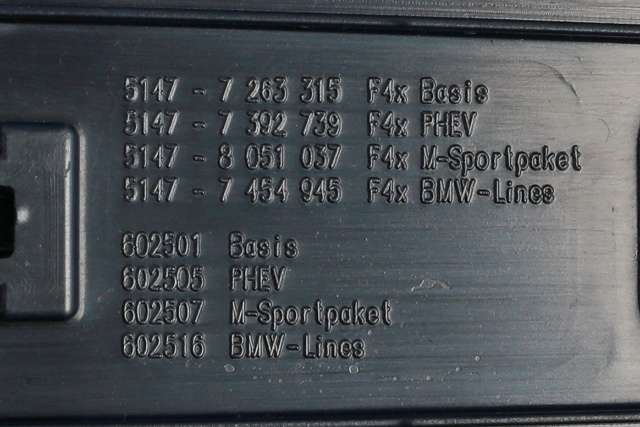 5147 - 7 263 315 F4x Basis
5147 - 7 392 739 F4x PHEV
5147 - 8 051 037 F4x M-Sportpaket
5147 - 7 454 945 F4x BMW-Lines
602501 Basis
602505 PHEV
602507 M-Sportpaket
602516 BMW-Lines